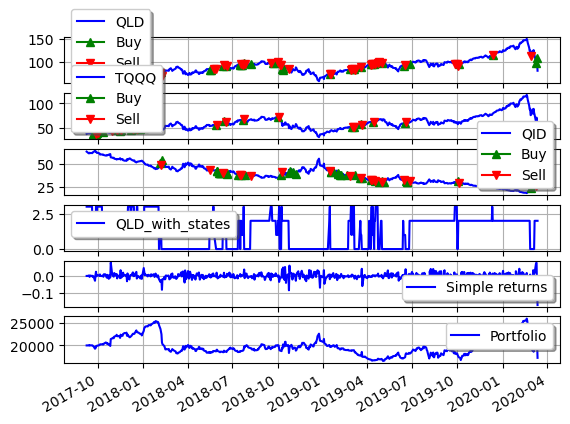 QLD
Buy
Sell
150
100
TQQQ
Buy
Sell
100
50
QID
Buy
Sell
50
25
QLD_with_states
2.5
0.0
Simple returns
0.0
−0.1
Portfolio
25000
20000
2017-10
2018-01
2018-04
2018-07
2018-10
2019-01
2019-04
2019-07
2019-10
2020-01
2020-04